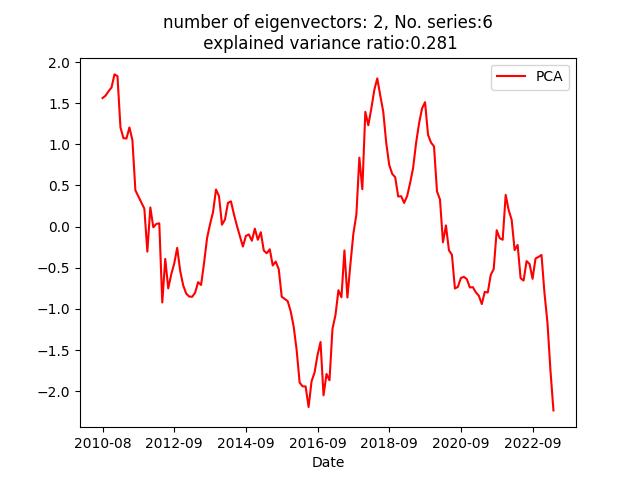 number of eigenvectors: 2, No. series:6
explained variance ratio:0.281
PCA
2.0
1.5
1.0
0.5
0.0
−0.5
−1.0
−1.5
−2.0
2010-08 2012-09 2014-09 2016-09 2018-09 2020-09 2022-09
Date